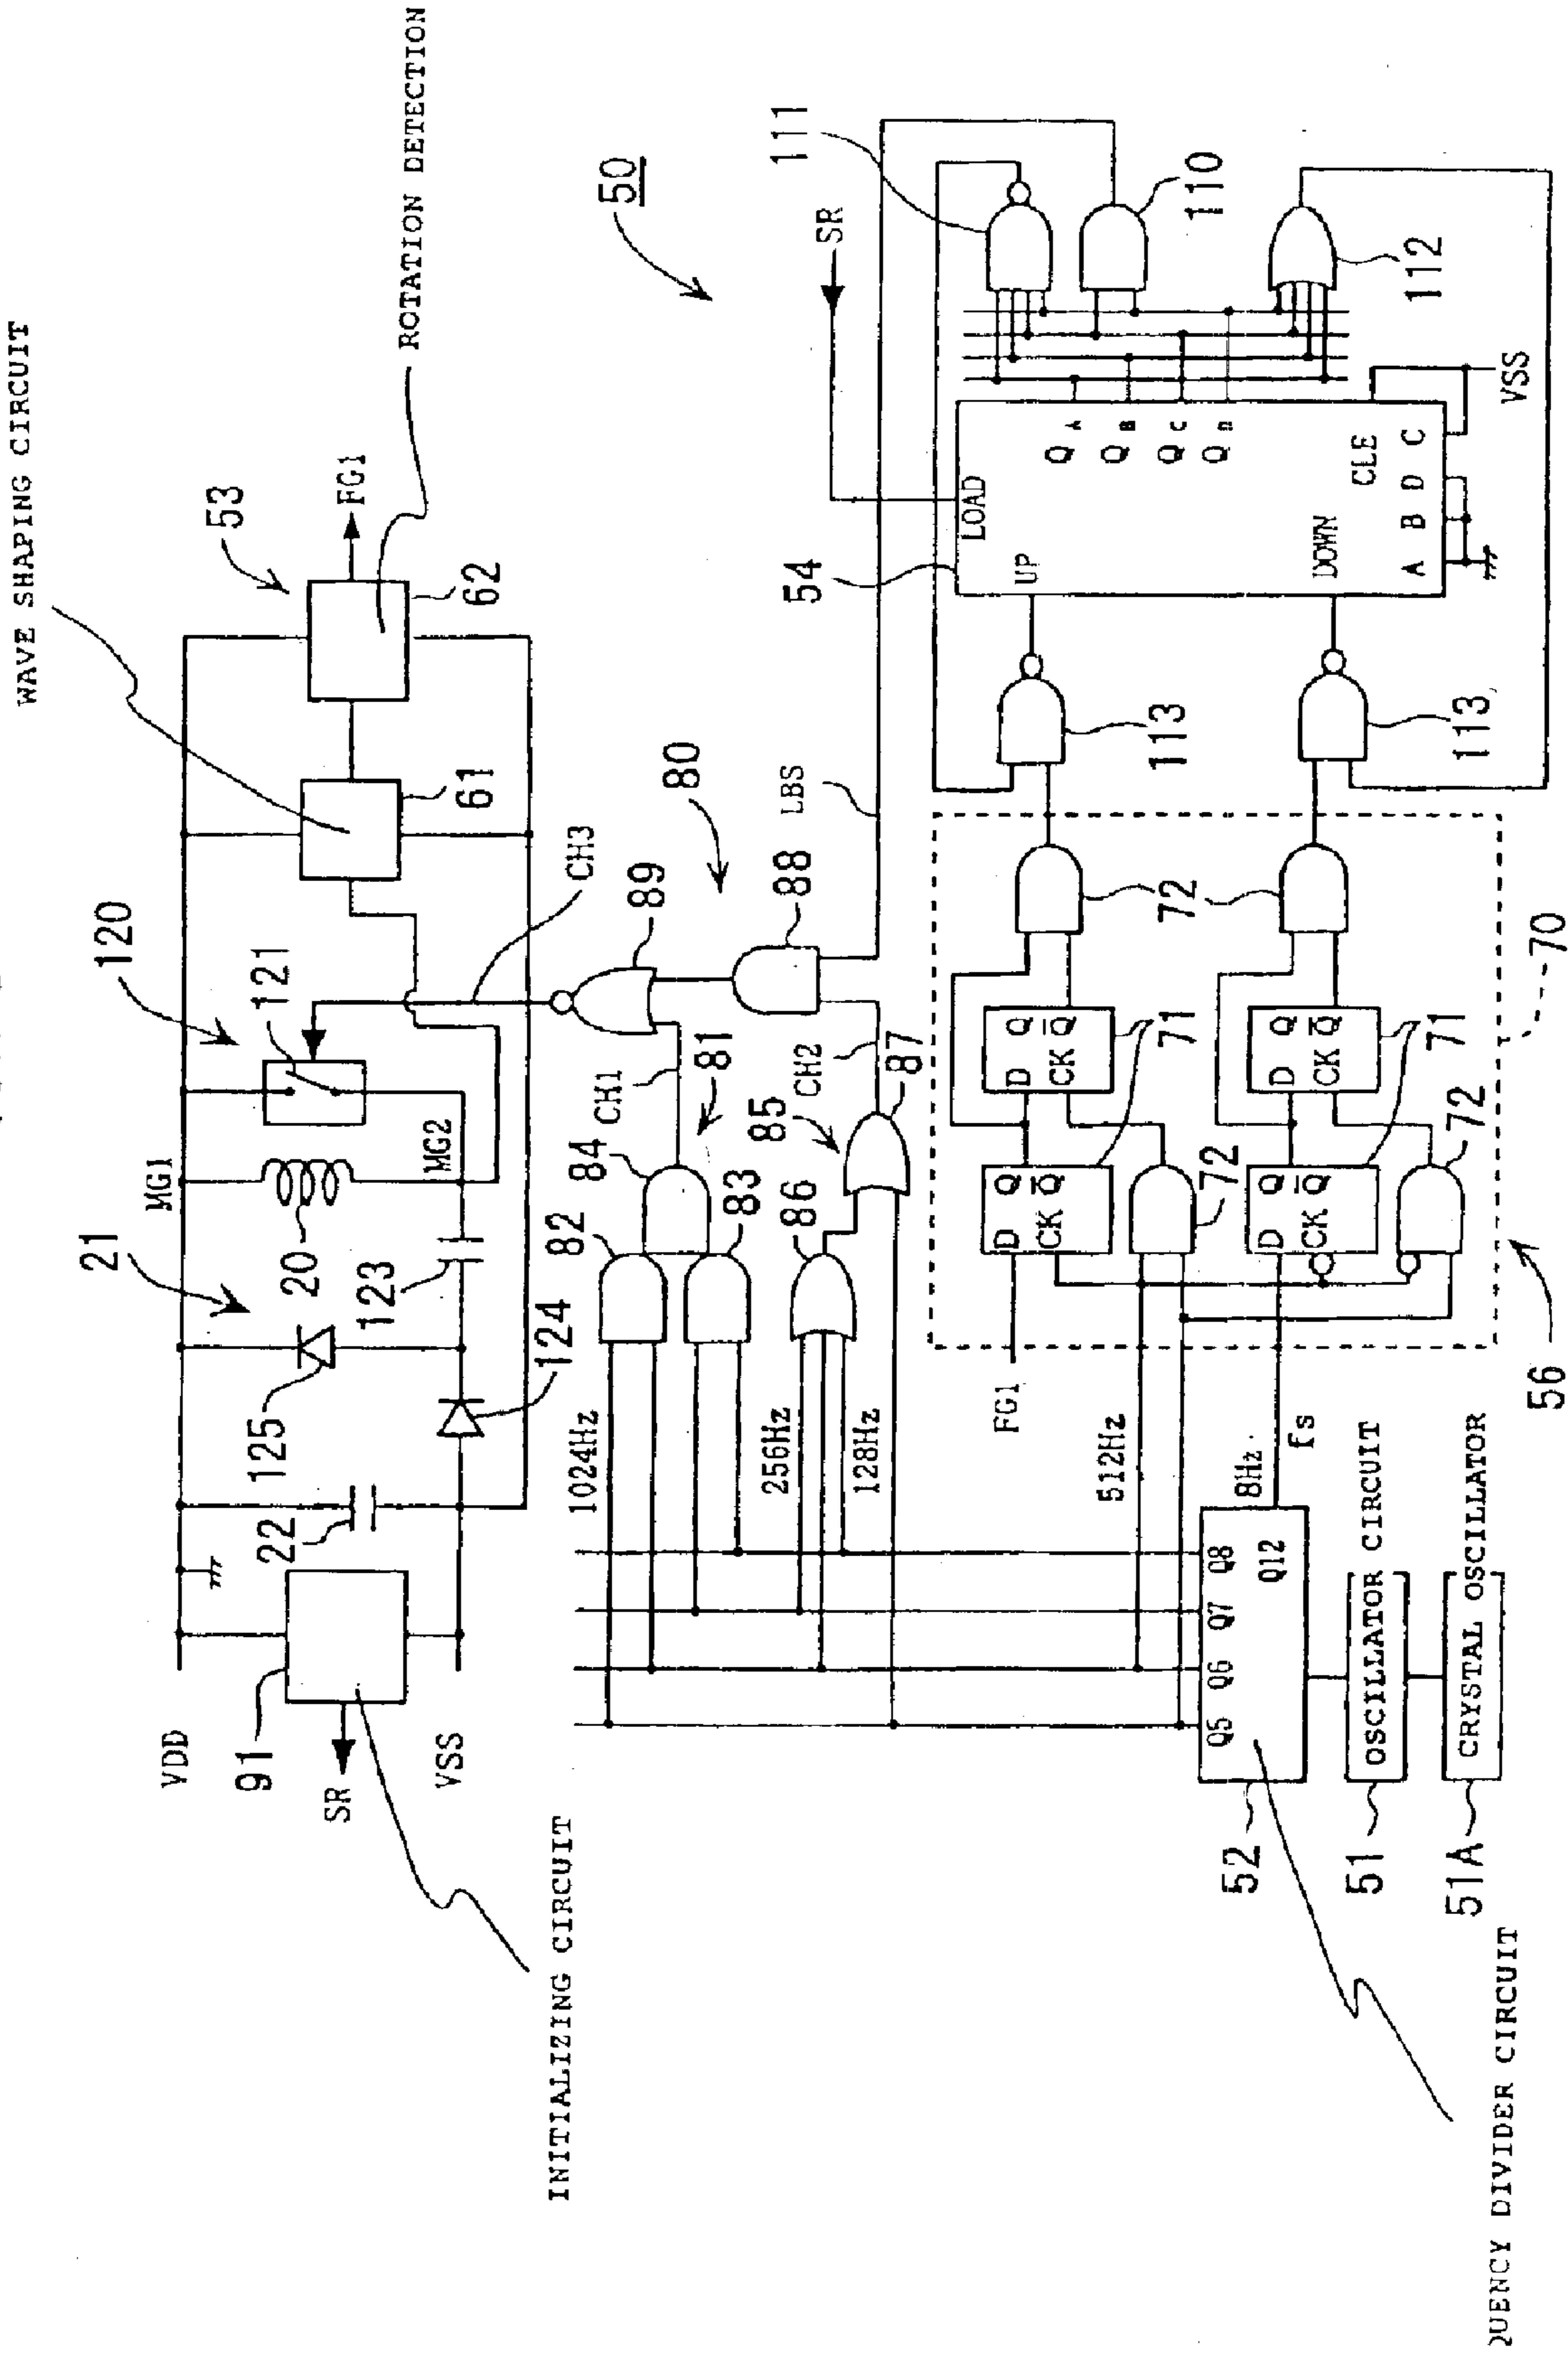 WAVE SHAPING CIRCUIT
ROTATION DETECTION
53
FG1
62
61
120
121
CH3
MG1
MG2
21
20
123
125
124
22
VDD
91
SR
VSS
INITIALIZING CIRCUIT
50
80
89
88
LBS
CH1
81
CH2
87
84
85
82
83
86
1024Hz
256Hz
128Hz
SR
111
110
112
54
LOAD
UP
DOWN
Q A
Q B
Q C
Q D
CLE
A B D C
VSS
113
113
72
72
71
71
72
D Q
CK Q
D Q
CK Q
D Q
CK Q
D Q
CK Q
70
56
FG1
512Hz
8Hz
fs
Q5 Q6 Q7 Q8
Q12
52
51
OSCILLATOR CIRCUIT
51A
CRYSTAL OSCILLATOR
QUENCY DIVIDER CIRCUIT